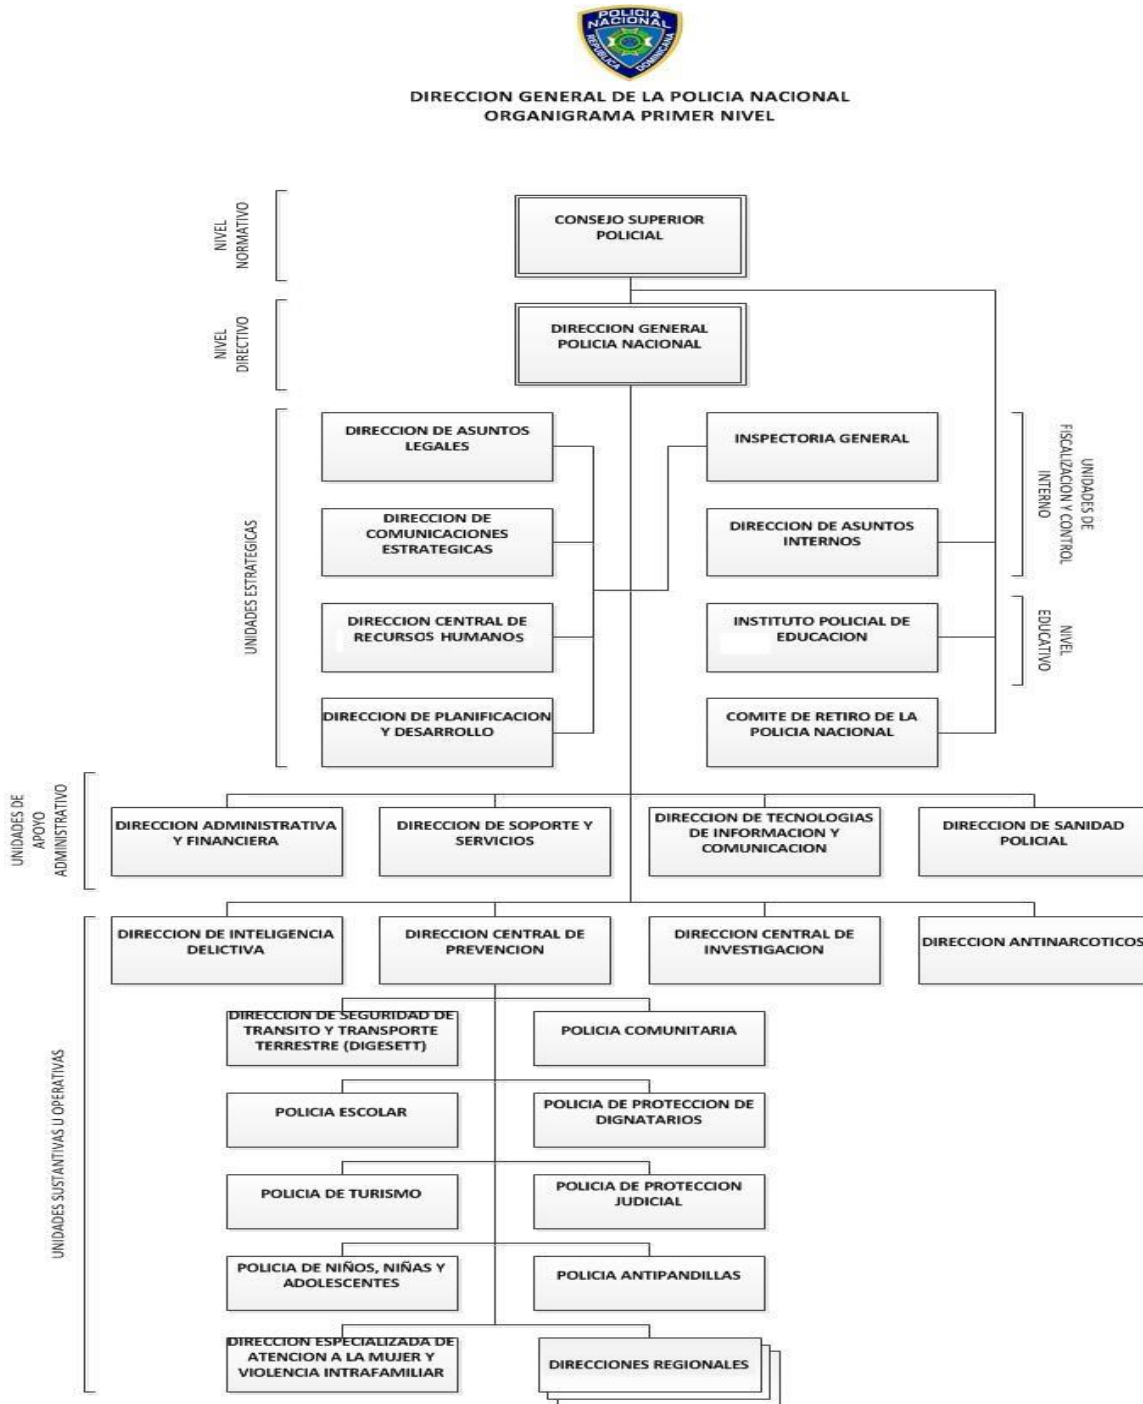 POLICIA
NACIONAL
REPUBLICA DOMINICANA
DIRECCION GENERAL DE LA POLICIA NACIONAL
ORGANIGRAMA PRIMER NIVEL
NIVEL
NORMATIVO
CONSEJO SUPERIOR
POLICIAL
NIVEL
DIRECTIVO
DIRECCION GENERAL
POLICIA NACIONAL
UNIDADES ESTRATEGICAS
DIRECCION DE ASUNTOS
LEGALES
INSPECTORIA GENERAL
UNIDADES DE
FISCALIZACION Y CONTROL
INTERNO
DIRECCION DE
COMUNICACIONES
ESTRATEGICAS
DIRECCION DE ASUNTOS
INTERNOS
DIRECCION CENTRAL DE
RECURSOS HUMANOS
INSTITUTO POLICIAL DE
EDUCACION
NIVEL
EDUCATIVO
DIRECCION DE PLANIFICACION
Y DESARROLLO
COMITE DE RETIRO DE LA
POLICIA NACIONAL
UNIDADES DE
APOYO
ADMINISTRATIVO
DIRECCION ADMINISTRATIVA
Y FINANCIERA
DIRECCION DE SOPORTE Y
SERVICIOS
DIRECCION DE TECNOLOGIAS
DE INFORMACION Y
COMUNICACION
DIRECCION DE SANIDAD
POLICIAL
UNIDADES SUSTANTIVAS U OPERATIVAS
DIRECCION DE INTELIGENCIA
DELICTIVA
DIRECCION CENTRAL DE
PREVENCION
DIRECCION CENTRAL DE
INVESTIGACION
DIRECCION ANTINARCOTICOS
DIRECCION DE SEGURIDAD DE
TRANSITO Y TRANSPORTE
TERRESTRE (DIGESETT)
POLICIA COMUNITARIA
POLICIA ESCOLAR
POLICIA DE PROTECCION DE
DIGNATARIOS
POLICIA DE TURISMO
POLICIA DE PROTECCION
JUDICIAL
POLICIA DE NIÑOS, NIÑAS Y
ADOLESCENTES
POLICIA ANTIPANDILLAS
DIRECCION ESPECIALIZADA DE
ATENCION A LA MUJER Y
VIOLENCIA INTRAFAMILIAR
DIRECCIONES REGIONALES